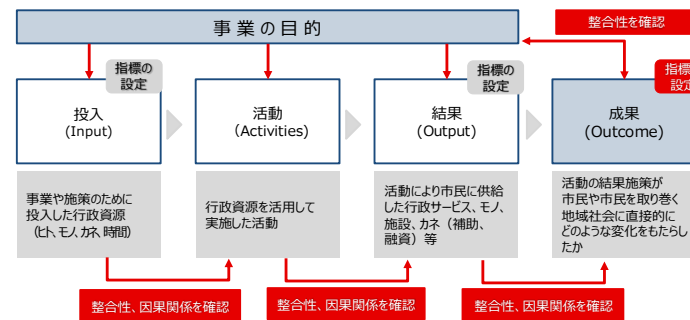 事業の目的
整合性を確認
指標の
設定
指標の
設定
指標
設定
投入
(Input)
活動
(Activities)
結果
(Output)
成果
(Outcome)
事業や施策のために
投入した行政資源
（ヒト、モノ、カネ、時間）
行政資源を活用して
実施した活動
活動により市民に供給
した行政サービス、モノ、
施設、カネ（補助、
融資）等
活動の結果施策が
市民や市民を取り巻く
地域社会に直接的に
どのような変化をもたらし
たか
整合性、因果関係を確認
整合性、因果関係を確認
整合性、因果関係を確認